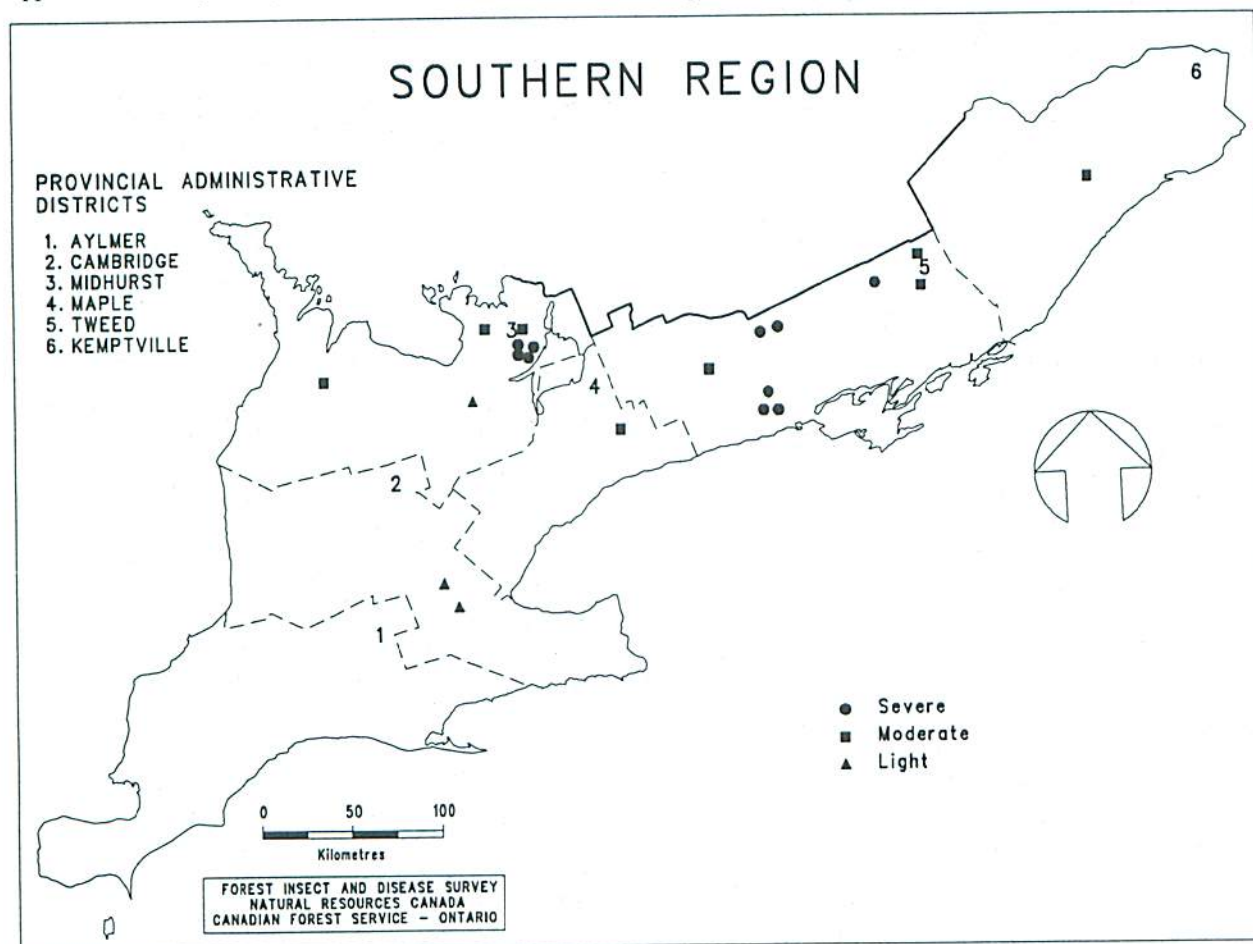 SOUTHERN REGION
PROVINCIAL ADMINISTRATIVE
DISTRICTS
1. AYLMER
2. CAMBRIDGE
3. MIDHURST
4. MAPLE
5. TWEED
6. KEMPTVILLE
6
5
3
4
2
1
Severe
Moderate
Light
0 50 100
Kilometres
FOREST INSECT AND DISEASE SURVEY
NATURAL RESOURCES CANADA
CANADIAN FOREST SERVICE - ONTARIO